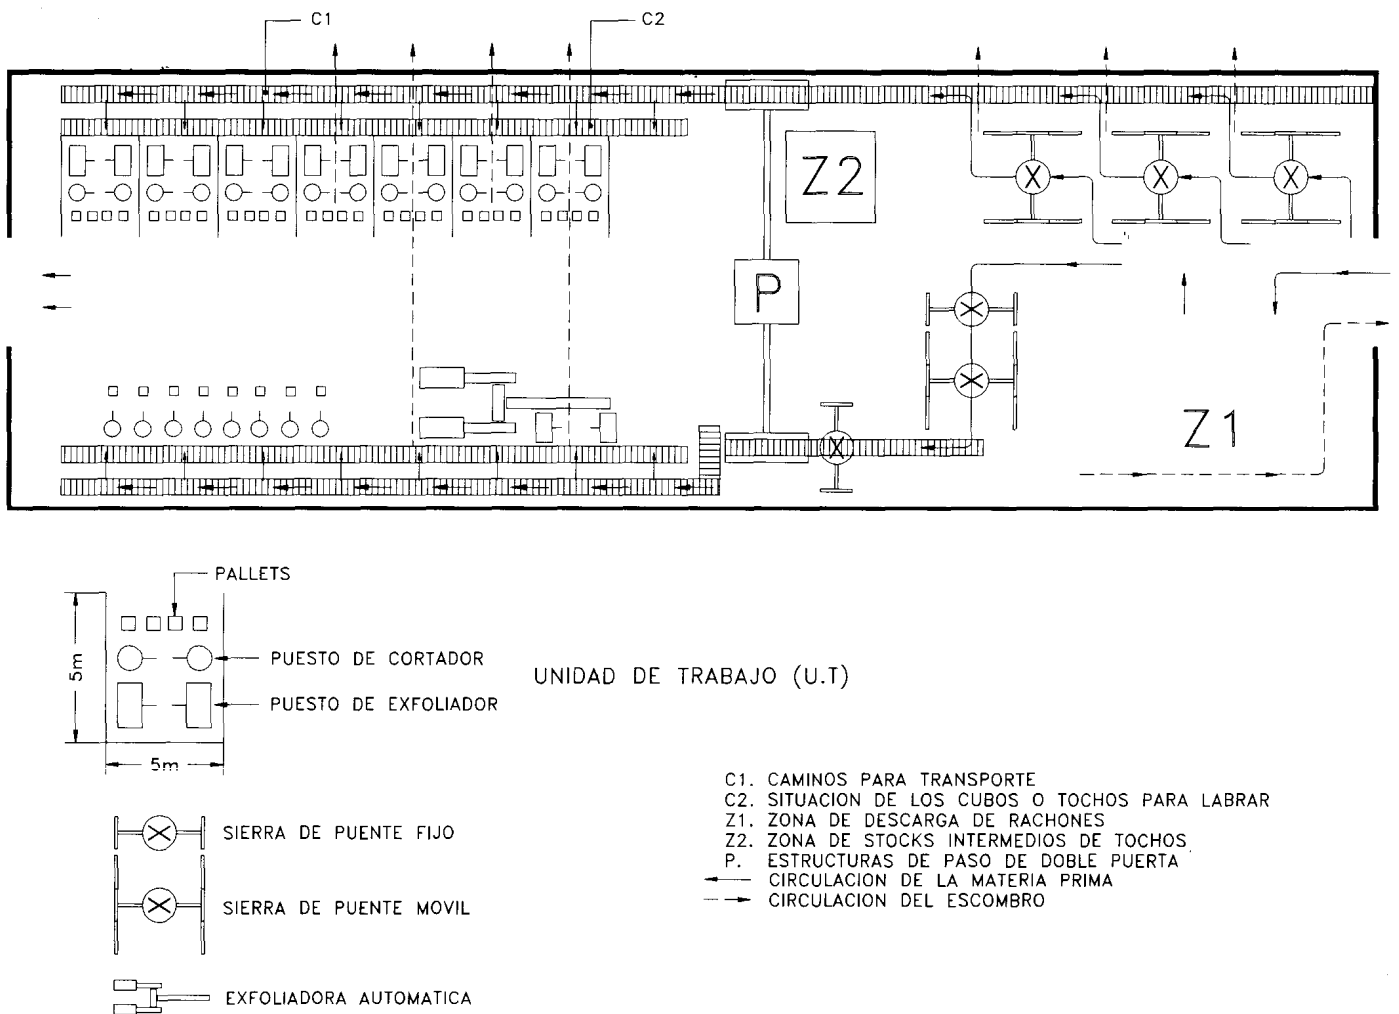 C1
C2
Z2
P
Z1
PALLETS
5m
PUESTO DE CORTADOR
PUESTO DE EXFOLIADOR
5m
UNIDAD DE TRABAJO (U.T)
SIERRA DE PUENTE FIJO
SIERRA DE PUENTE MOVIL
EXFOLIADORA AUTOMATICA
C1. CAMINOS PARA TRANSPORTE
C2. SITUACION DE LOS CUBOS O TOCHOS PARA LABRAR
Z1. ZONA DE DESCARGA DE RACHONES
Z2. ZONA DE STOCKS INTERMEDIOS DE TOCHOS
P. ESTRUCTURAS DE PASO DE DOBLE PUERTA
CIRCULACION DE LA MATERIA PRIMA
CIRCULACION DEL ESCOMBRO